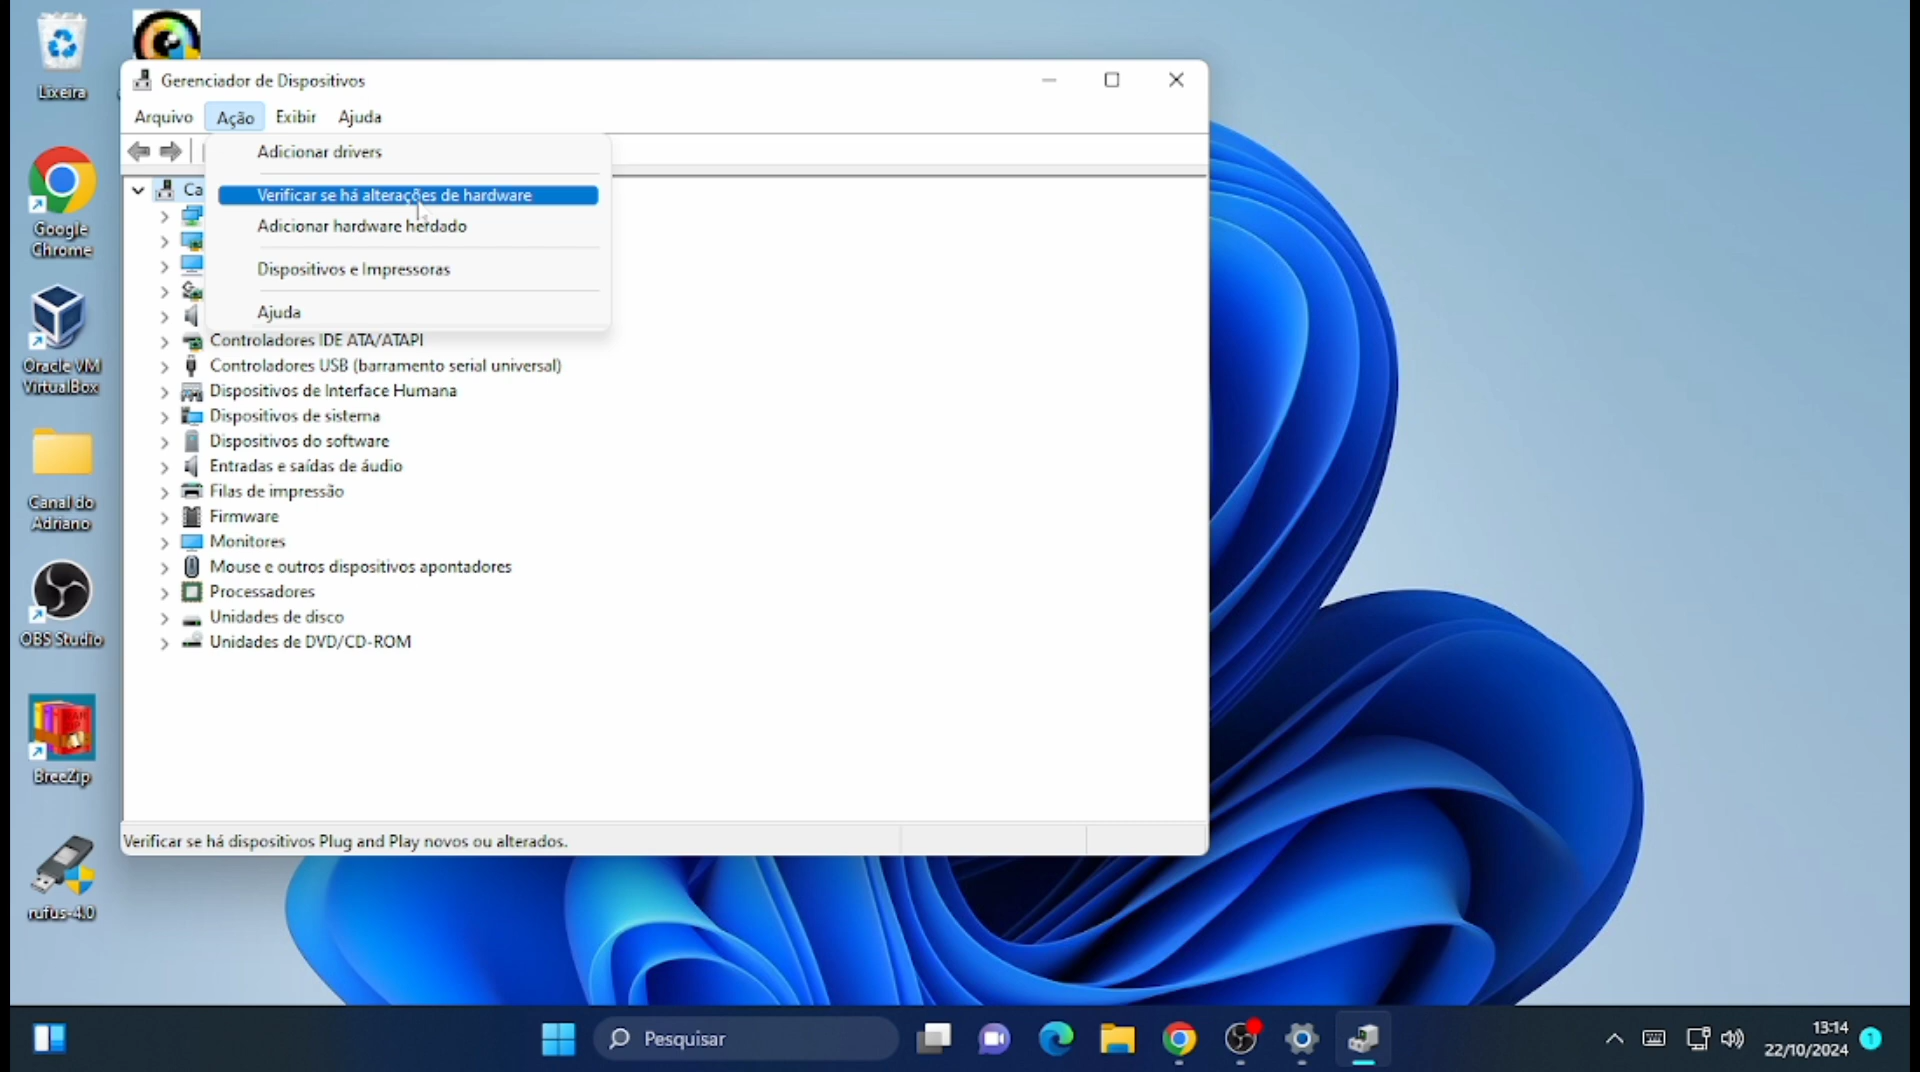 Lixeira
Google
Chrome
Oracle VM
VirtualBox
Canal do
Adriano
OBS Studio
BreeZip
rufus-4.0
Gerenciador de Dispositivos
Arquivo Ação Exibir Ajuda
Adicionar drivers
Ca
Verificar se há alterações de hardware
Adicionar hardware herdado
Dispositivos e Impressoras
Ajuda
Controladores IDE ATA/ATAPI
Controladores USB (barramento serial universal)
Dispositivos de Interface Humana
Dispositivos de sistema
Dispositivos do software
Entradas e saídas de áudio
Filas de impressão
Firmware
Monitores
Mouse e outros dispositivos apontadores
Processadores
Unidades de disco
Unidades de DVD/CD-ROM
Verificar se há dispositivos Plug and Play novos ou alterados.
Pesquisar
13:14
22/10/2024
1